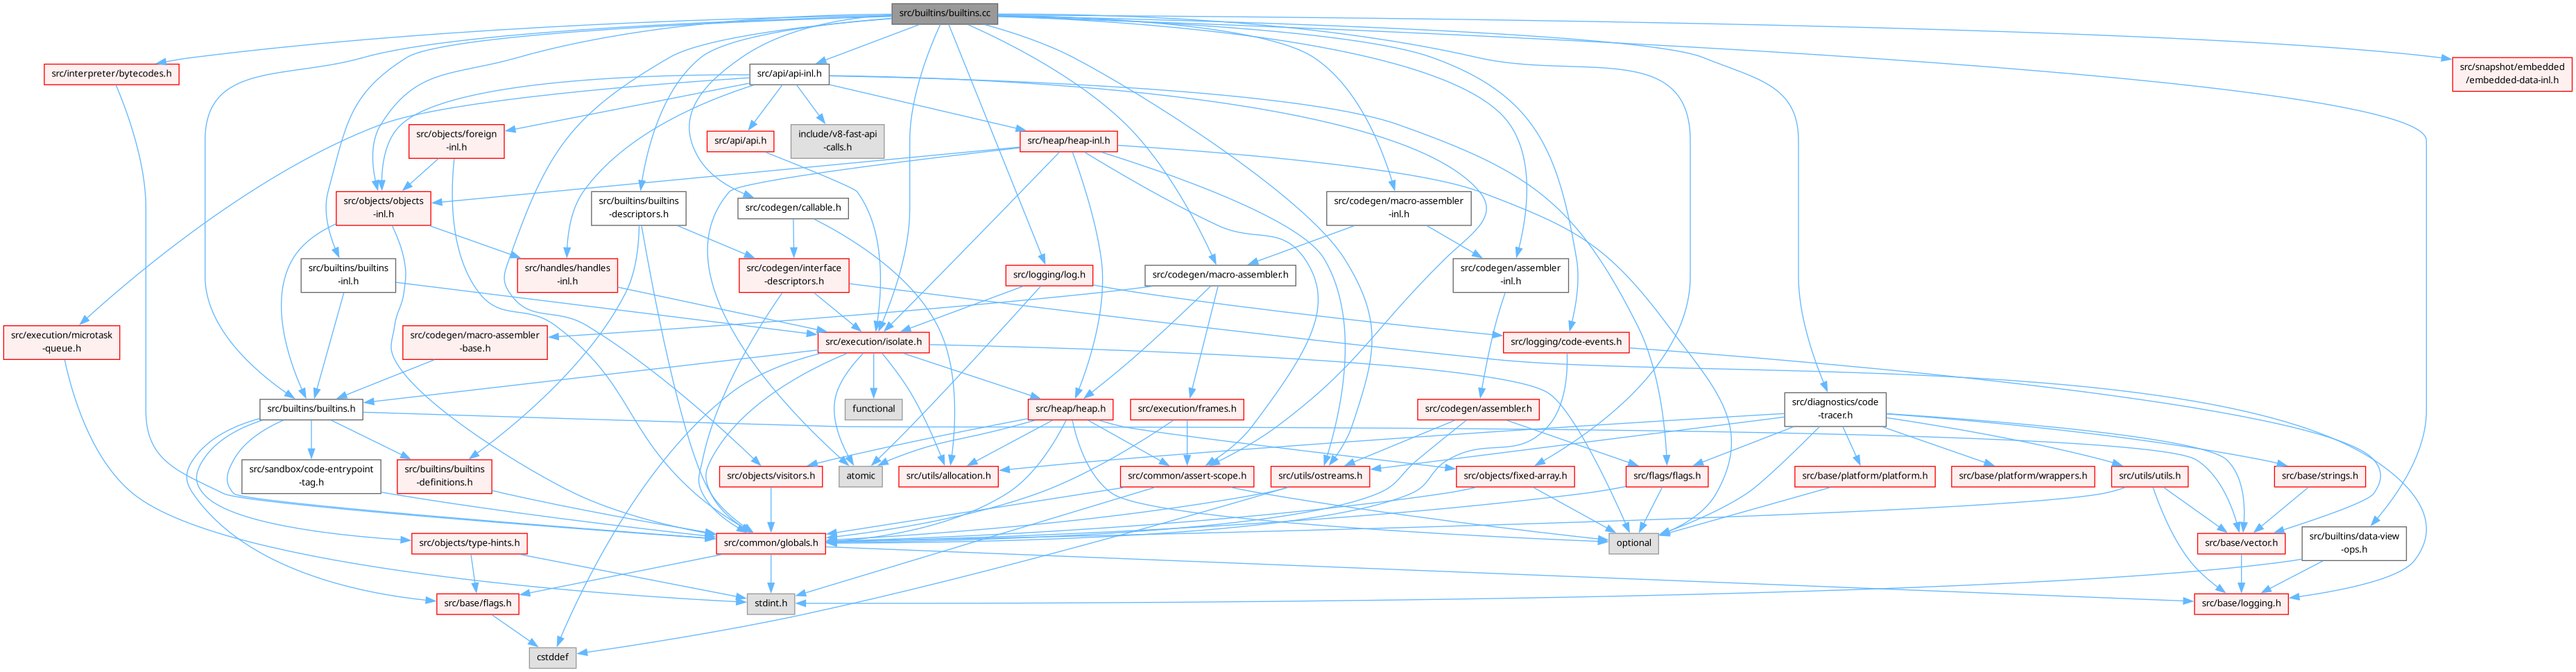 src/builtins/builtins.cc
src/interpreter/bytecodes.h
src/api/api-inl.h
src/snapshot/embedded
/embedded-data-inl.h
src/objects/foreign
-inl.h
src/api/api.h
include/v8-fast-api
-calls.h
src/heap/heap-inl.h
src/objects/objects
-inl.h
src/builtins/builtins
-descriptors.h
src/codegen/callable.h
src/codegen/macro-assembler
-inl.h
src/builtins/builtins
-inl.h
src/handles/handles
-inl.h
src/codegen/interface
-descriptors.h
src/logging/log.h
src/codegen/macro-assembler.h
src/codegen/assembler
-inl.h
src/execution/microtask
-queue.h
src/codegen/macro-assembler
-base.h
src/execution/isolate.h
src/logging/code-events.h
src/builtins/builtins.h
functional
src/heap/heap.h
src/execution/frames.h
src/codegen/assembler.h
src/diagnostics/code
-tracer.h
src/sandbox/code-entrypoint
-tag.h
src/builtins/builtins
-definitions.h
src/objects/visitors.h
atomic
src/utils/allocation.h
src/common/assert-scope.h
src/utils/ostreams.h
src/objects/fixed-array.h
src/flags/flags.h
src/base/platform/platform.h
src/base/platform/wrappers.h
src/utils/utils.h
src/base/strings.h
src/objects/type-hints.h
src/common/globals.h
optional
src/base/vector.h
src/builtins/data-view
-ops.h
src/base/flags.h
stdint.h
src/base/logging.h
cstddef